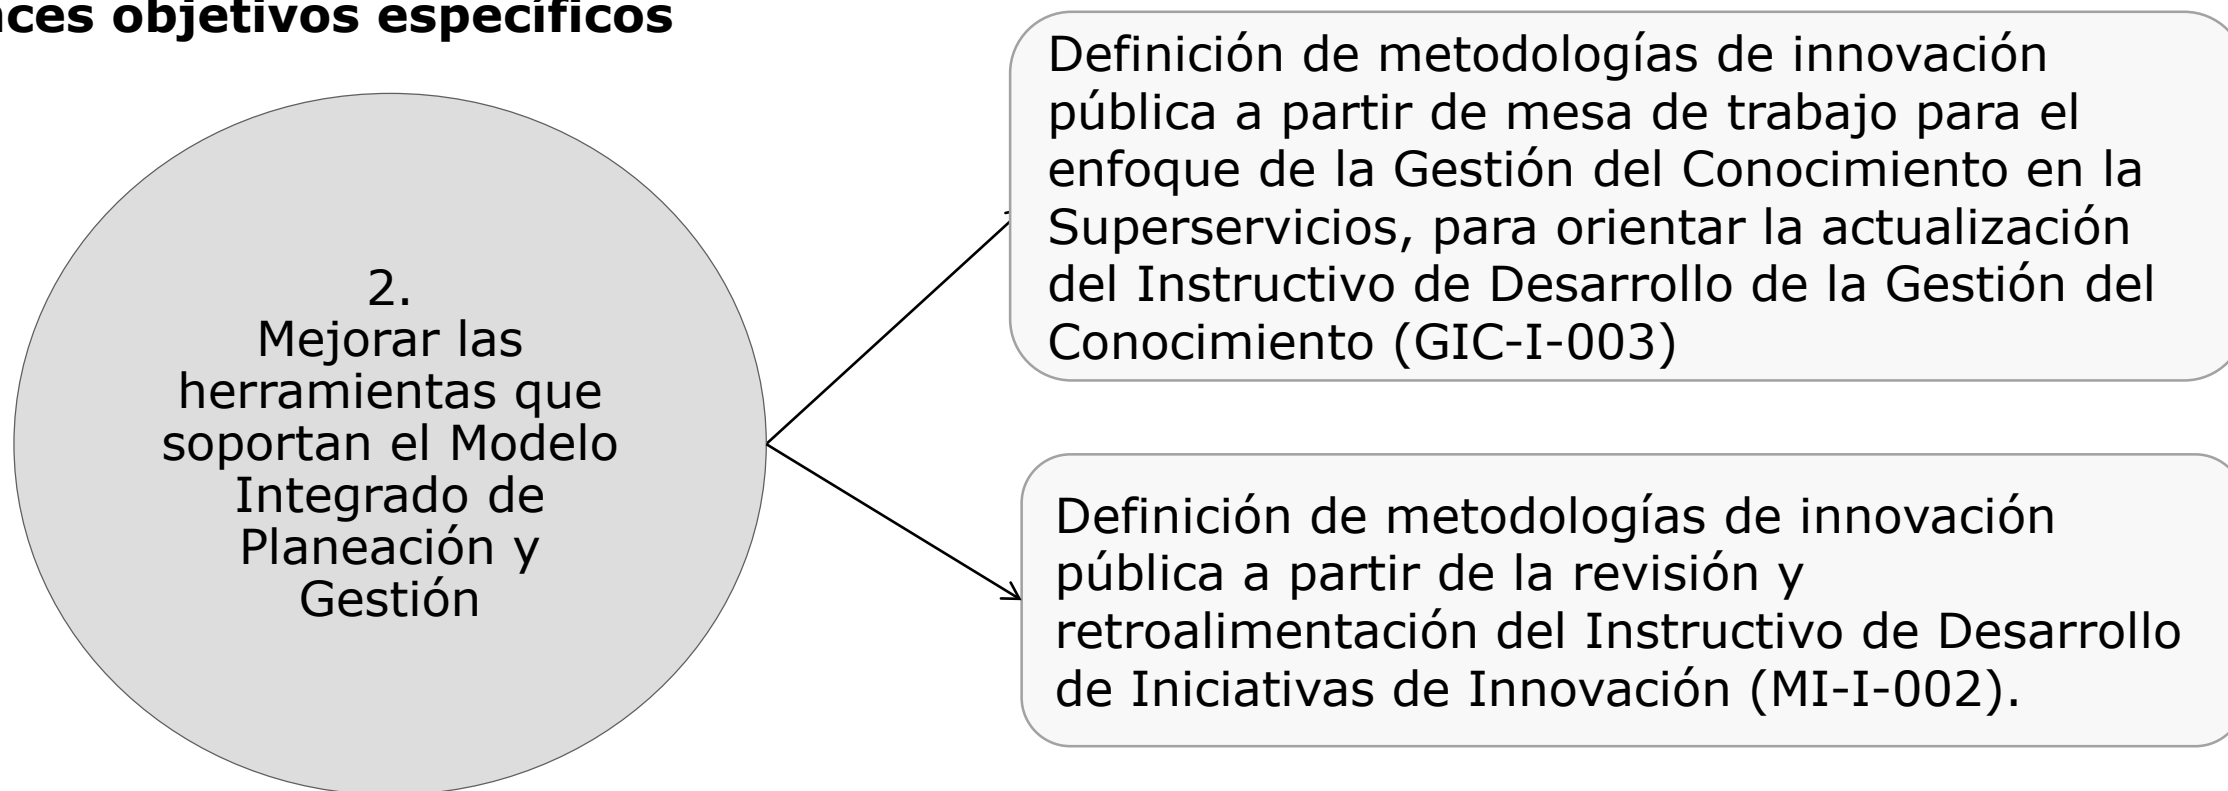 objetivos específicos
Definición de metodologías de innovación
pública a partir de mesa de trabajo para el
enfoque de la Gestión del Conocimiento en la
Superservicios, para orientar la actualización
del Instructivo de Desarrollo de la Gestión del
Conocimiento (GIC-I-003)
2.
Mejorar las
herramientas que
soportan el Modelo
Integrado de
Planeación y
Gestión
Definición de metodologías de innovación
pública a partir de la revisión y
retroalimentación del Instructivo de Desarrollo
de Iniciativas de Innovación (MI-I-002).